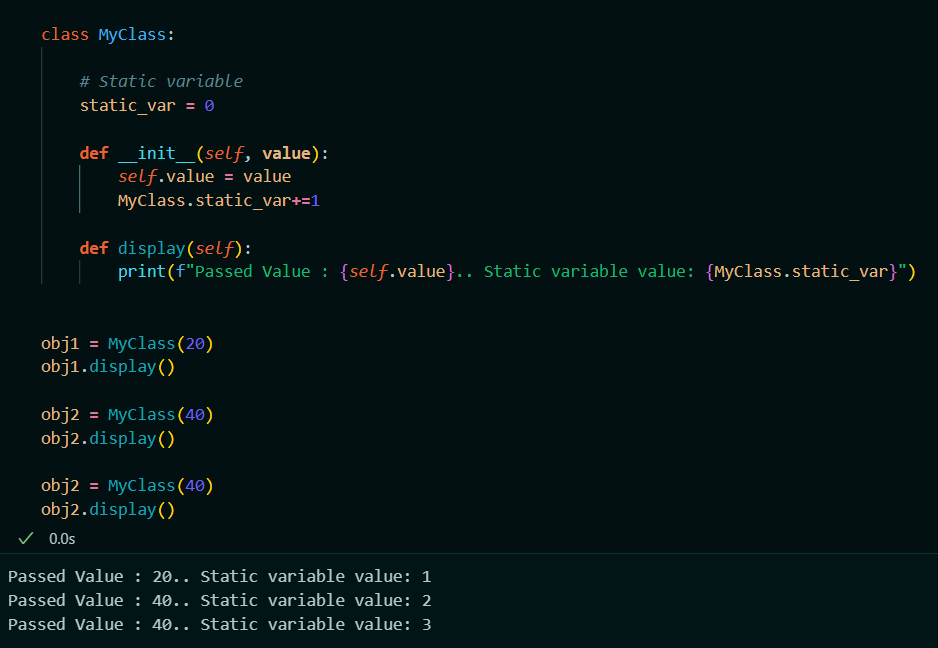 class MyClass:
    # Static variable
    static_var = 0
    def __init__(self, value):
        self.value = value
        MyClass.static_var+=1
    def display(self):
        print(f"Passed Value : {self.value}.. Static variable value: {MyClass.static_var}")
obj1 = MyClass(20)
obj1.display()
obj2 = MyClass(40)
obj2.display()
obj2 = MyClass(40)
obj2.display()
0.0s
Passed Value : 20.. Static variable value: 1
Passed Value : 40.. Static variable value: 2
Passed Value : 40.. Static variable value: 3